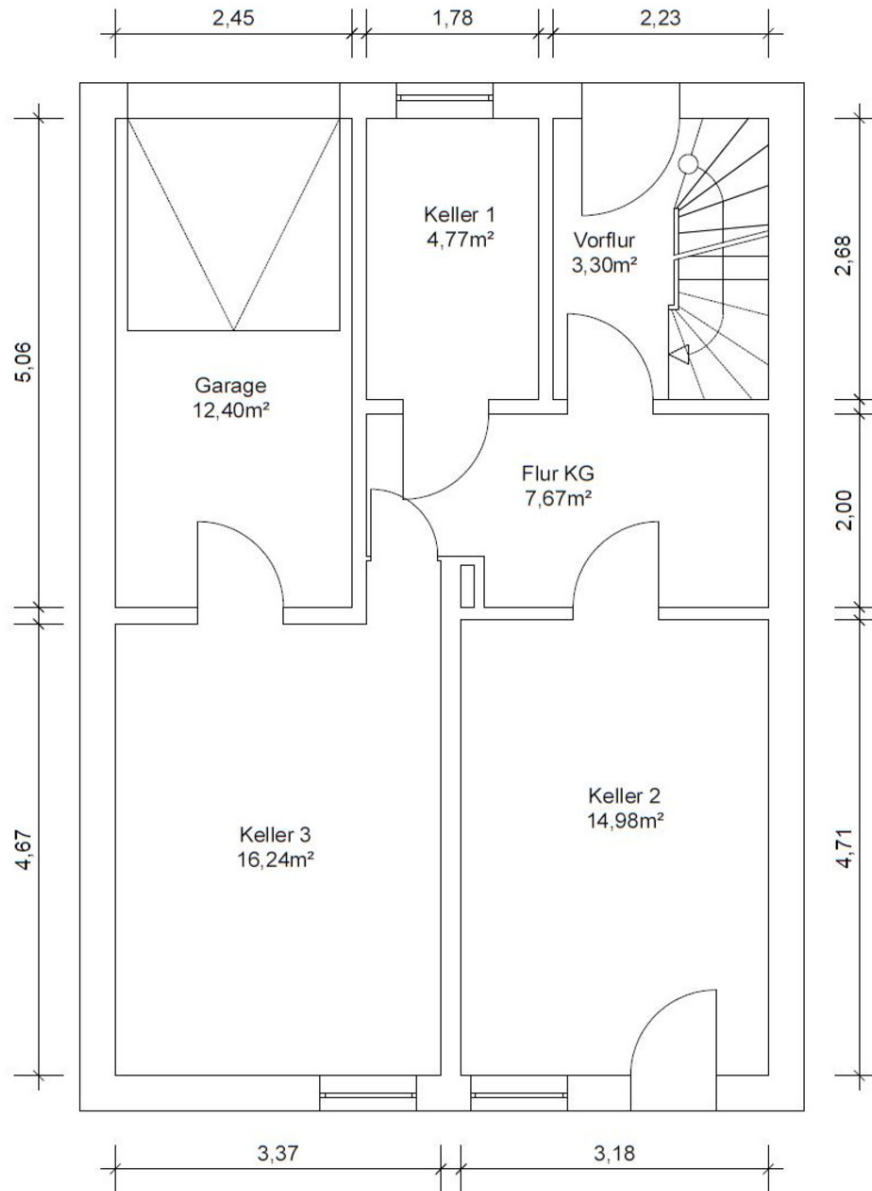 2,45
1,78
2,23
Keller 1
4,77m²
Vorflur
3,30m²
2,68
5,06
Garage
12,40m²
Flur KG
7,67m²
2,00
Keller 2
14,98m²
Keller 3
16,24m²
4,67
4,71
3,37
3,18